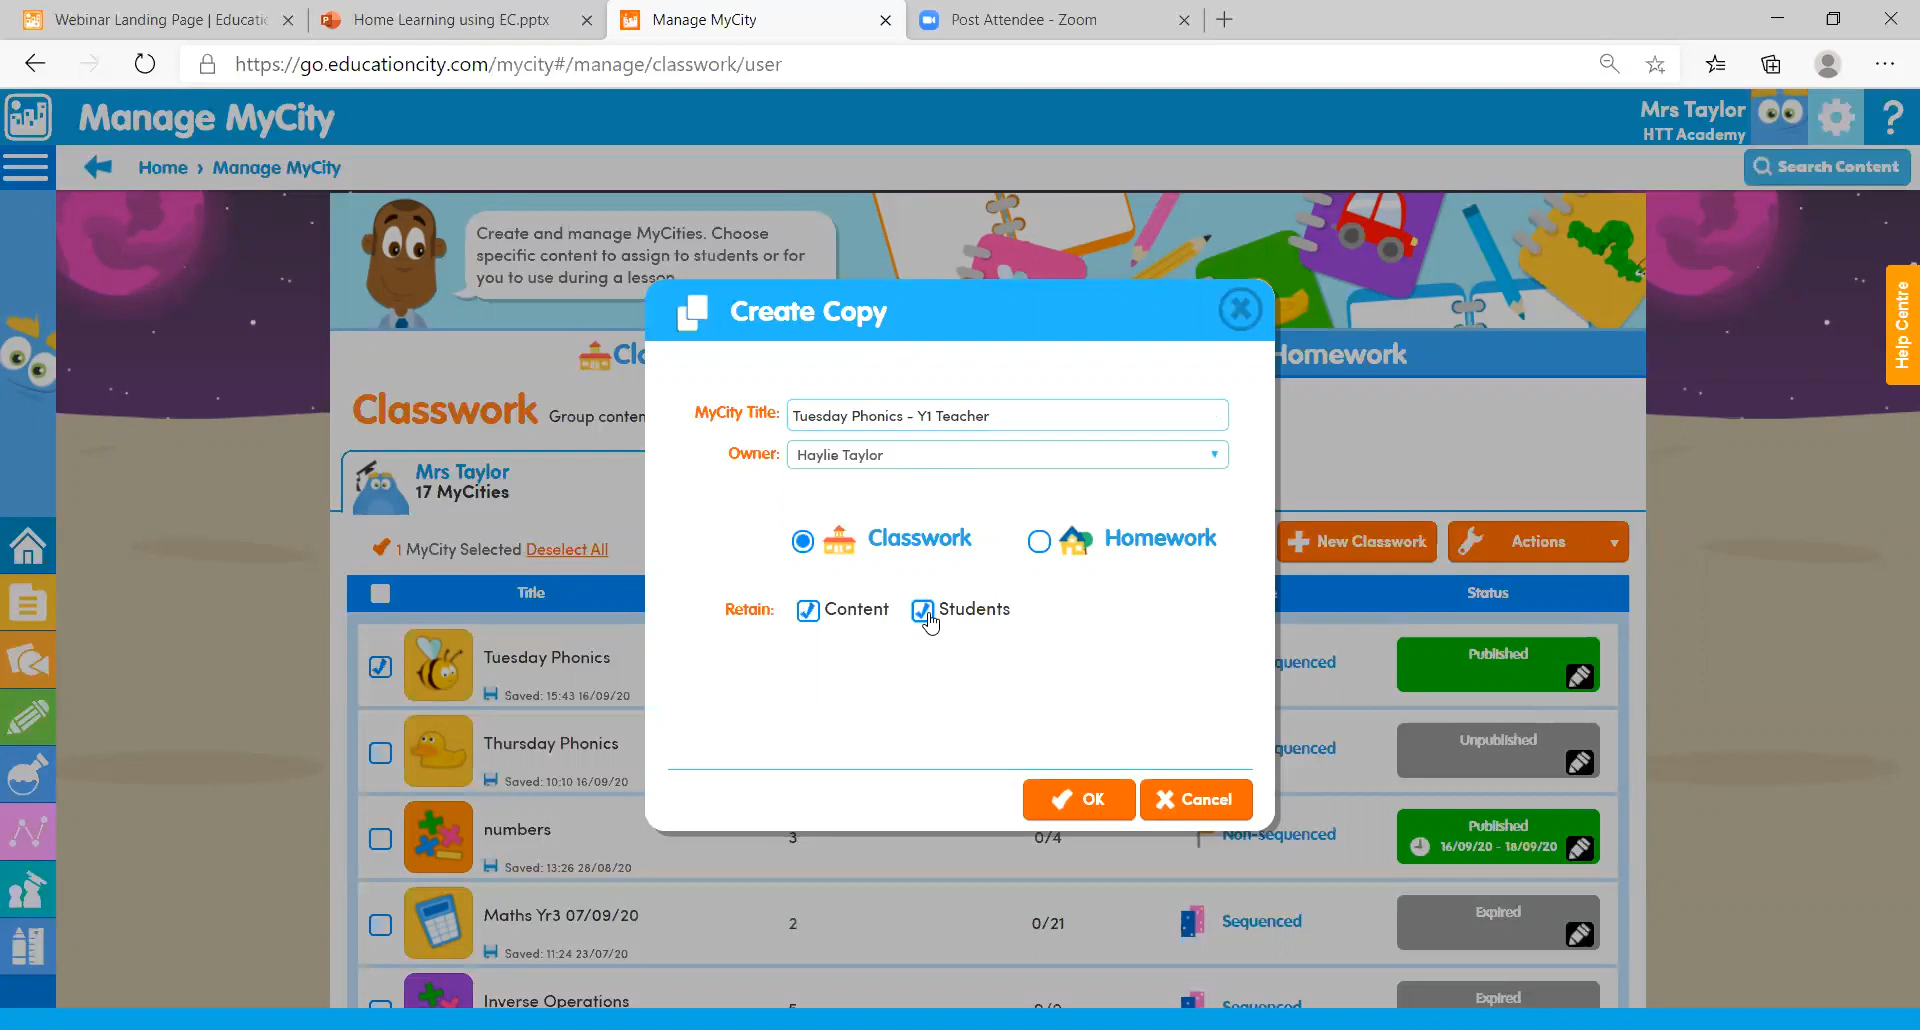 Webinar Landing Page | Educatic
Home Learning using EC.pptx
Manage MyCity
Post Attendee - Zoom
https://go.educationcity.com/mycity#/manage/classwork/user
Manage MyCity
Mrs Taylor
HTT Academy
?
Home › Manage MyCity
Search Content
Create and manage MyCities. Choose
specific content to assign to students or for
you to use during a lesson
Help Centre
Create Copy
Homework
Classwork Group conten
MyCity Title: Tuesday Phonics - Y1 Teacher
Owner: Haylie Taylor
Mrs Taylor
17 MyCities
Classwork
Homework
1 MyCity Selected Deselect All
New Classwork
Actions
Title
Status
Retain: Content Students
Tuesday Phonics
Saved: 15:43 16/09/20
quenced
Published
Thursday Phonics
Saved: 10:10 16/09/20
quenced
Unpublished
OK
Cancel
numbers
Saved: 13:26 28/08/20
3
0/4
Non-sequenced
Published
16/09/20 - 18/09/20
Maths Yr3 07/09/20
Saved: 11:24 23/07/20
2
0/21
Sequenced
Expired
Inverse Operations
Sequenced
Expired